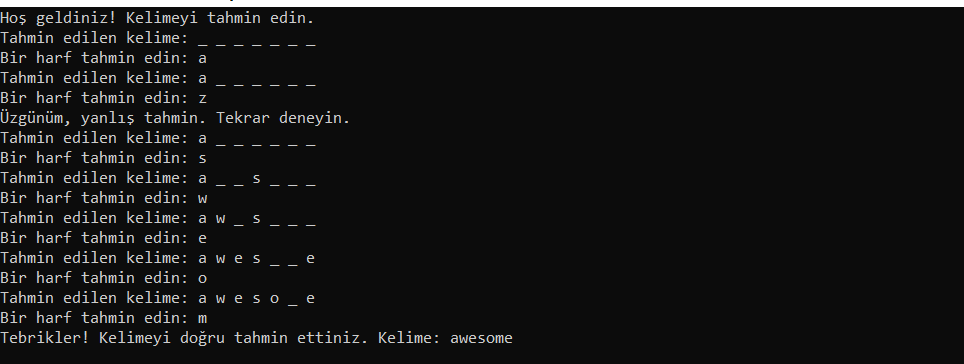 Hoş geldiniz! Kelimeyi tahmin edin.
Tahmin edilen kelime: _ _ _ _ _ _ _
Bir harf tahmin edin: a
Tahmin edilen kelime: a _ _ _ _ _ _
Bir harf tahmin edin: z
Üzgünüm, yanlış tahmin. Tekrar deneyin.
Tahmin edilen kelime: a _ _ _ _ _ _
Bir harf tahmin edin: s
Tahmin edilen kelime: a _ _ s _ _ _
Bir harf tahmin edin: w
Tahmin edilen kelime: a w _ s _ _ _
Bir harf tahmin edin: e
Tahmin edilen kelime: a w e s _ _ e
Bir harf tahmin edin: o
Tahmin edilen kelime: a w e s o _ e
Bir harf tahmin edin: m
Tebrikler! Kelimeyi doğru tahmin ettiniz. Kelime: awesome